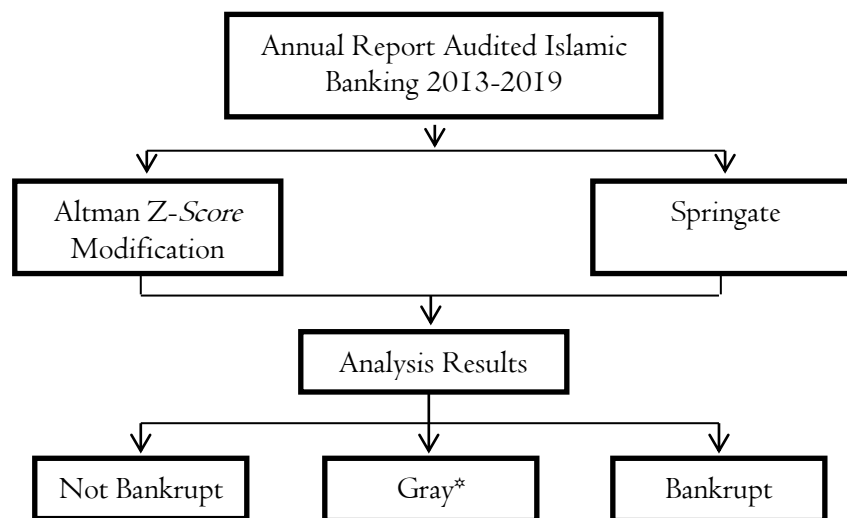 Annual Report Audited Islamic
Banking 2013-2019
Altman Z-Score
Modification
Springate
Analysis Results
Not Bankrupt
Gray*
Bankrupt